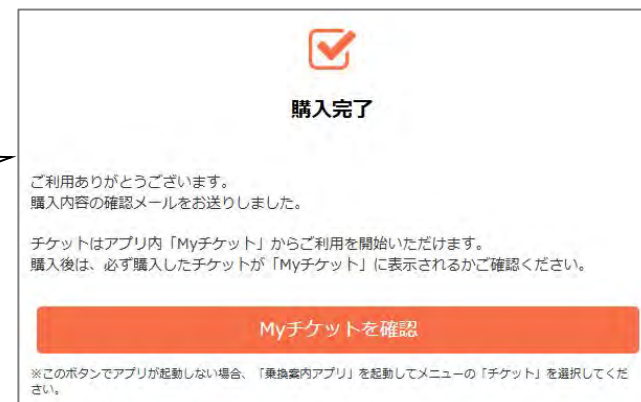 購入完了
ご利用ありがとうございます。
購入内容の確認メールをお送りしました。
チケットはアプリ内「Myチケット」からご利用を開始いただけます。
購入後は、必ず購入したチケットが「Myチケット」に表示されるかご確認ください。
Myチケットを確認
※このボタンでアプリが起動しない場合、「乗換案内アプリ」を起動してメニューの「チケット」を選択してくだ
さい。